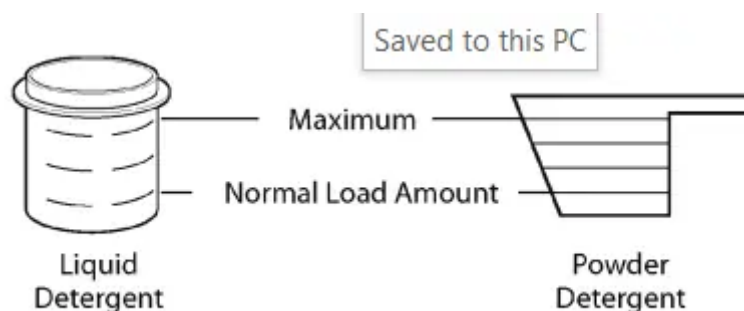 Saved to this PC
Maximum
Normal Load Amount
Liquid
Detergent
Powder
Detergent